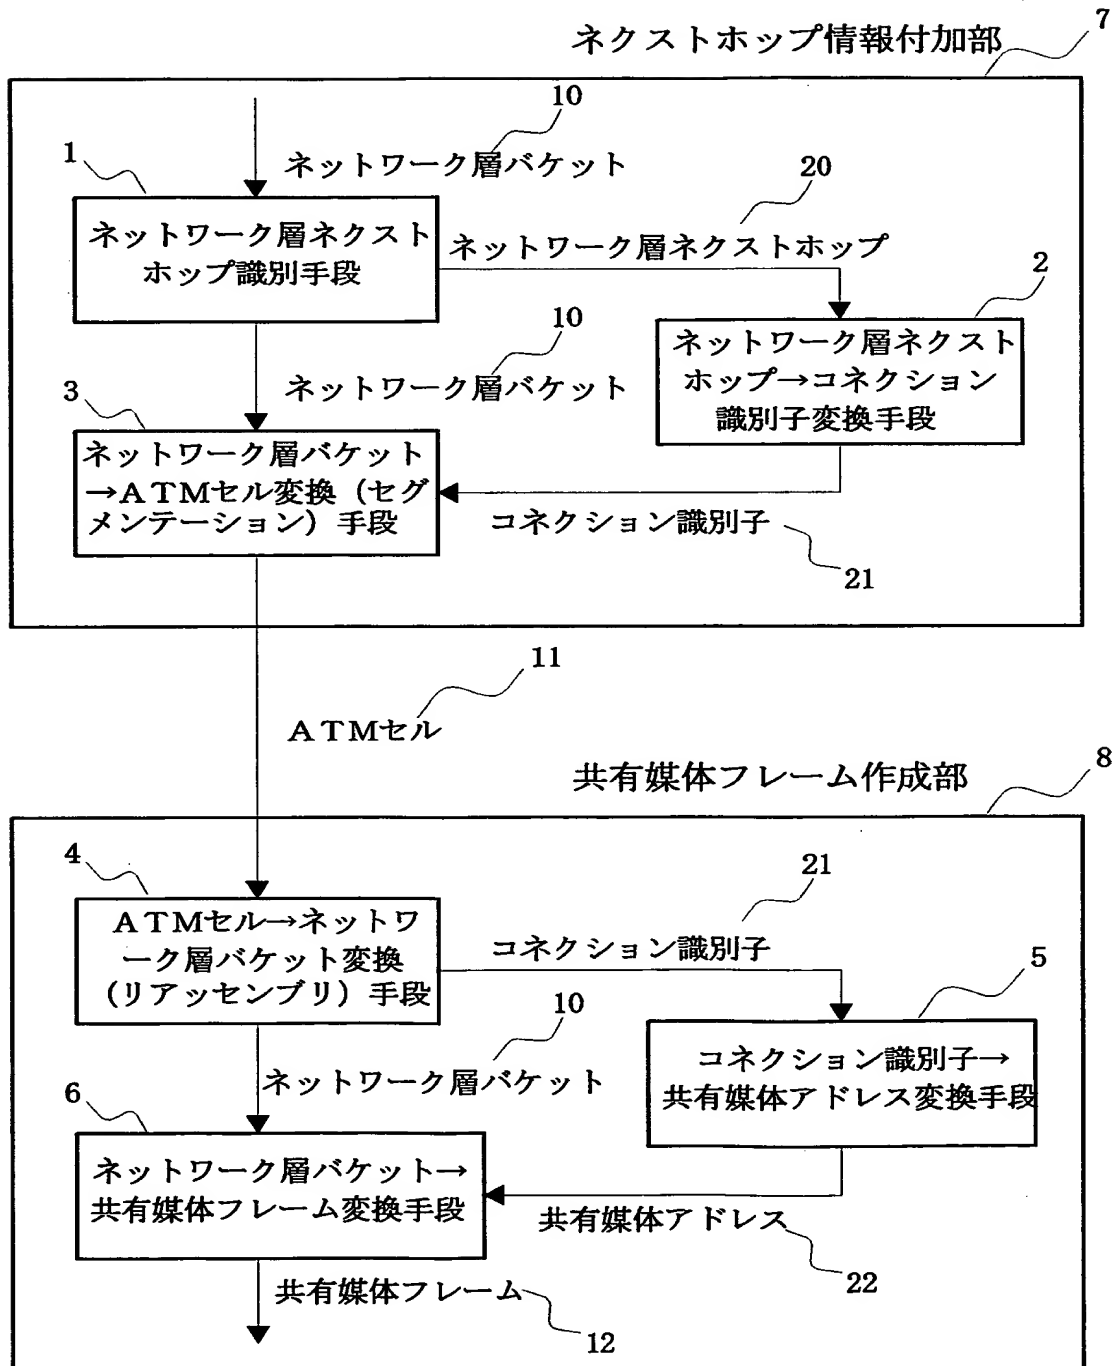 ネクストホップ情報付加部
7
10
1
ネットワーク層バケット
20
ネットワーク層ネクスト
ホップ識別手段
ネットワーク層ネクストホップ
2
10
ネットワーク層ネクスト
ホップ→コネクション
識別子変換手段
ネットワーク層バケット
3
ネットワーク層バケット
→ATMセル変換（セグ
メンテーション）手段
コネクション識別子
21
11
ATMセル
共有媒体フレーム作成部
8
4
21
ATMセル→ネットワ
ーク層バケット変換
（リアッセンブリ）手段
コネクション識別子
5
10
コネクション識別子→
共有媒体アドレス変換手段
ネットワーク層バケット
6
ネットワーク層バケット→
共有媒体フレーム変換手段
共有媒体アドレス
22
共有媒体フレーム
12